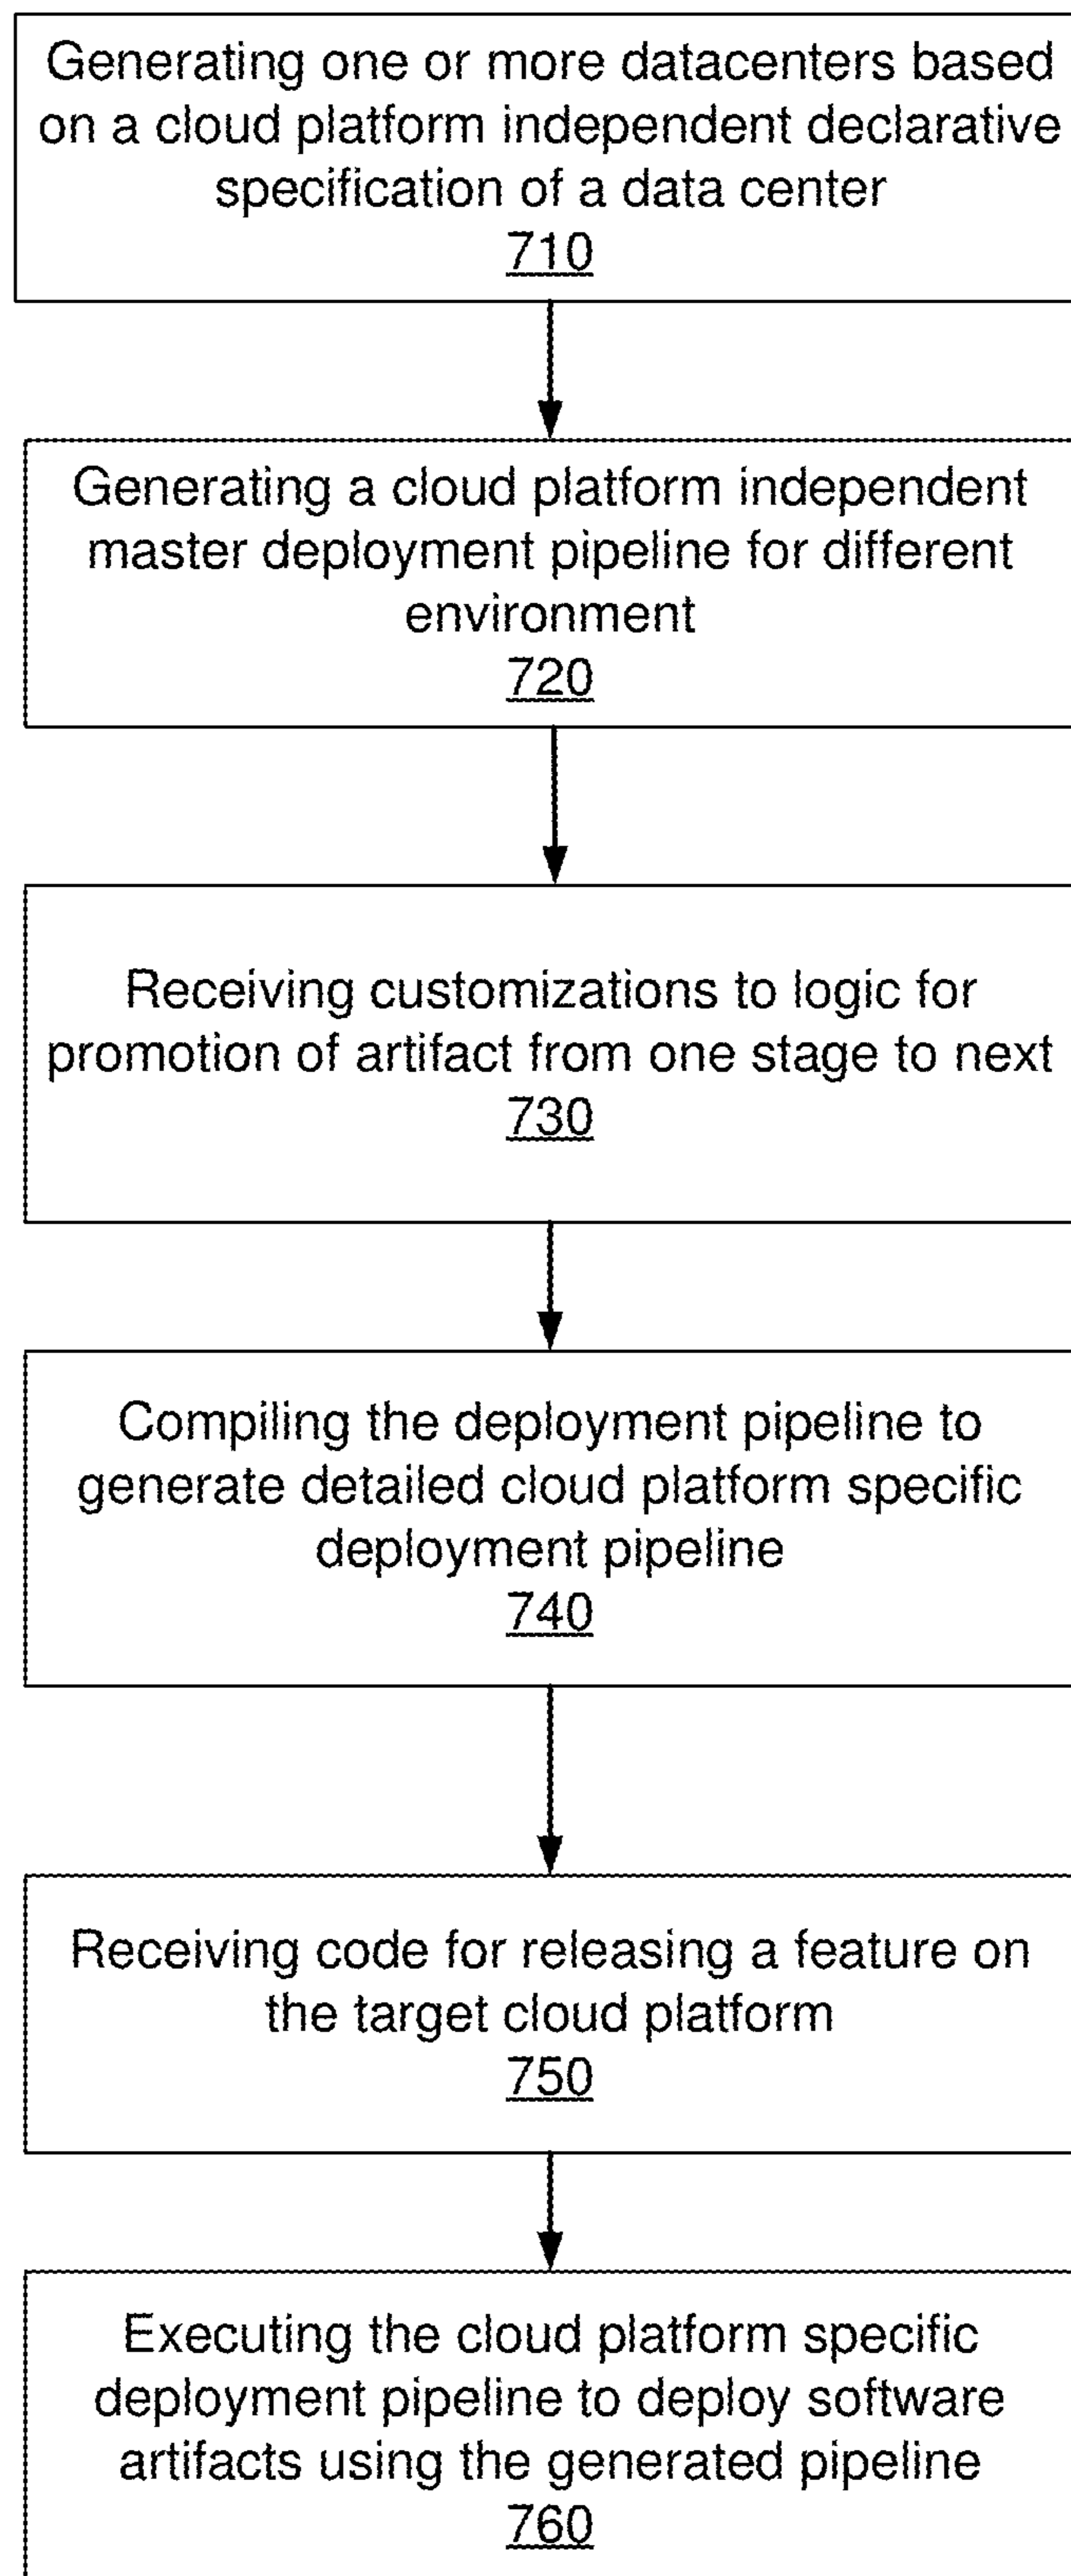 Generating one or more datacenters based
on a cloud platform independent declarative
specification of a data center
710
Generating a cloud platform independent
master deployment pipeline for different
environment
720
Receiving customizations to logic for
promotion of artifact from one stage to next
730
Compiling the deployment pipeline to
generate detailed cloud platform specific
deployment pipeline
740
Receiving code for releasing a feature on
the target cloud platform
750
Executing the cloud platform specific
deployment pipeline to deploy software
artifacts using the generated pipeline
760